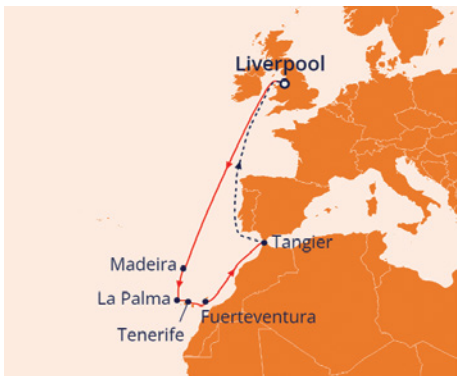 Liverpool
Tangier
Madeira
La Palma
Fuerteventura
Tenerife